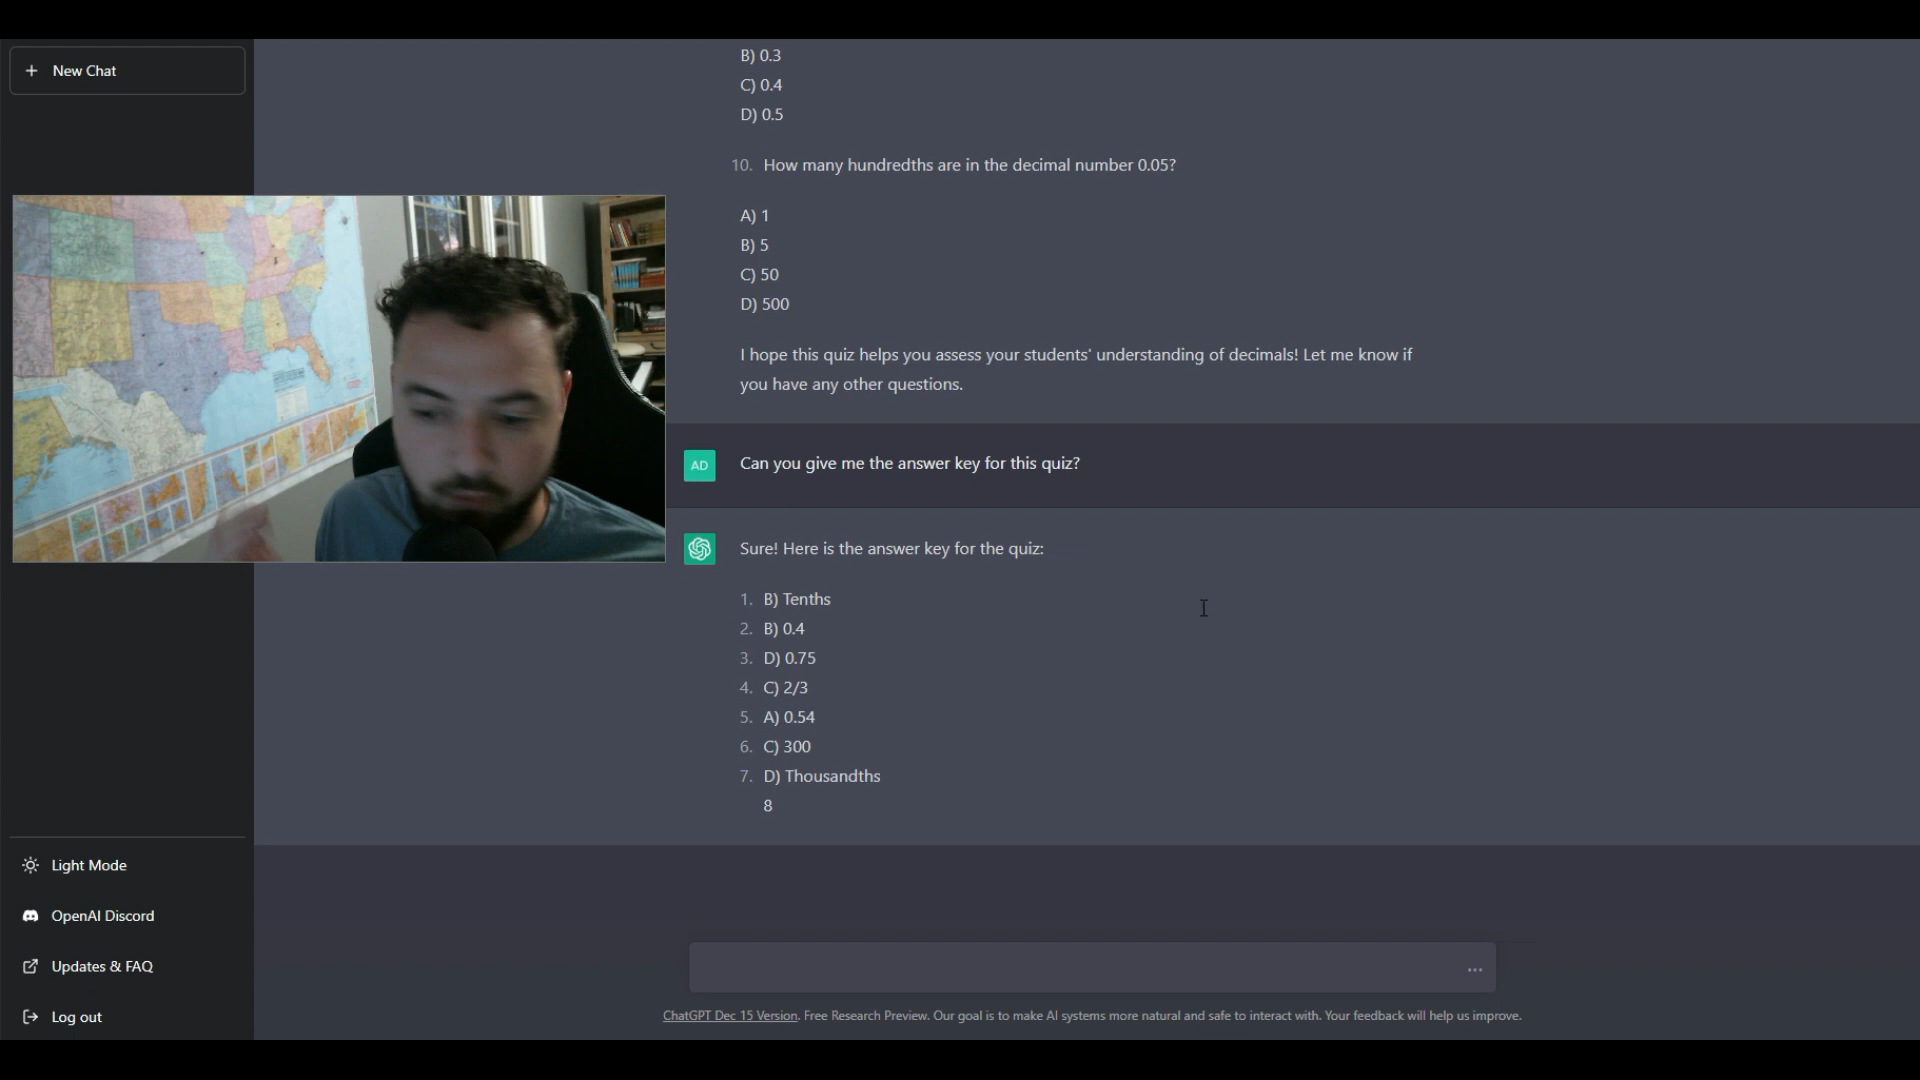 New Chat
B) 0.3
C) 0.4
D) 0.5
10. How many hundredths are in the decimal number 0.05?
A) 1
B) 5
C) 50
D) 500
I hope this quiz helps you assess your students' understanding of decimals! Let me know if
you have any other questions.
AD
Can you give me the answer key for this quiz?
Sure! Here is the answer key for the quiz:
1. B) Tenths
2. B) 0.4
3. D) 0.75
4. C) 2/3
5. A) 0.54
6. C) 300
7. D) Thousandths
8
Light Mode
OpenAI Discord
Updates & FAQ
Log out
ChatGPT Dec 15 Version. Free Research Preview. Our goal is to make AI systems more natural and safe to interact with. Your feedback will help us improve.